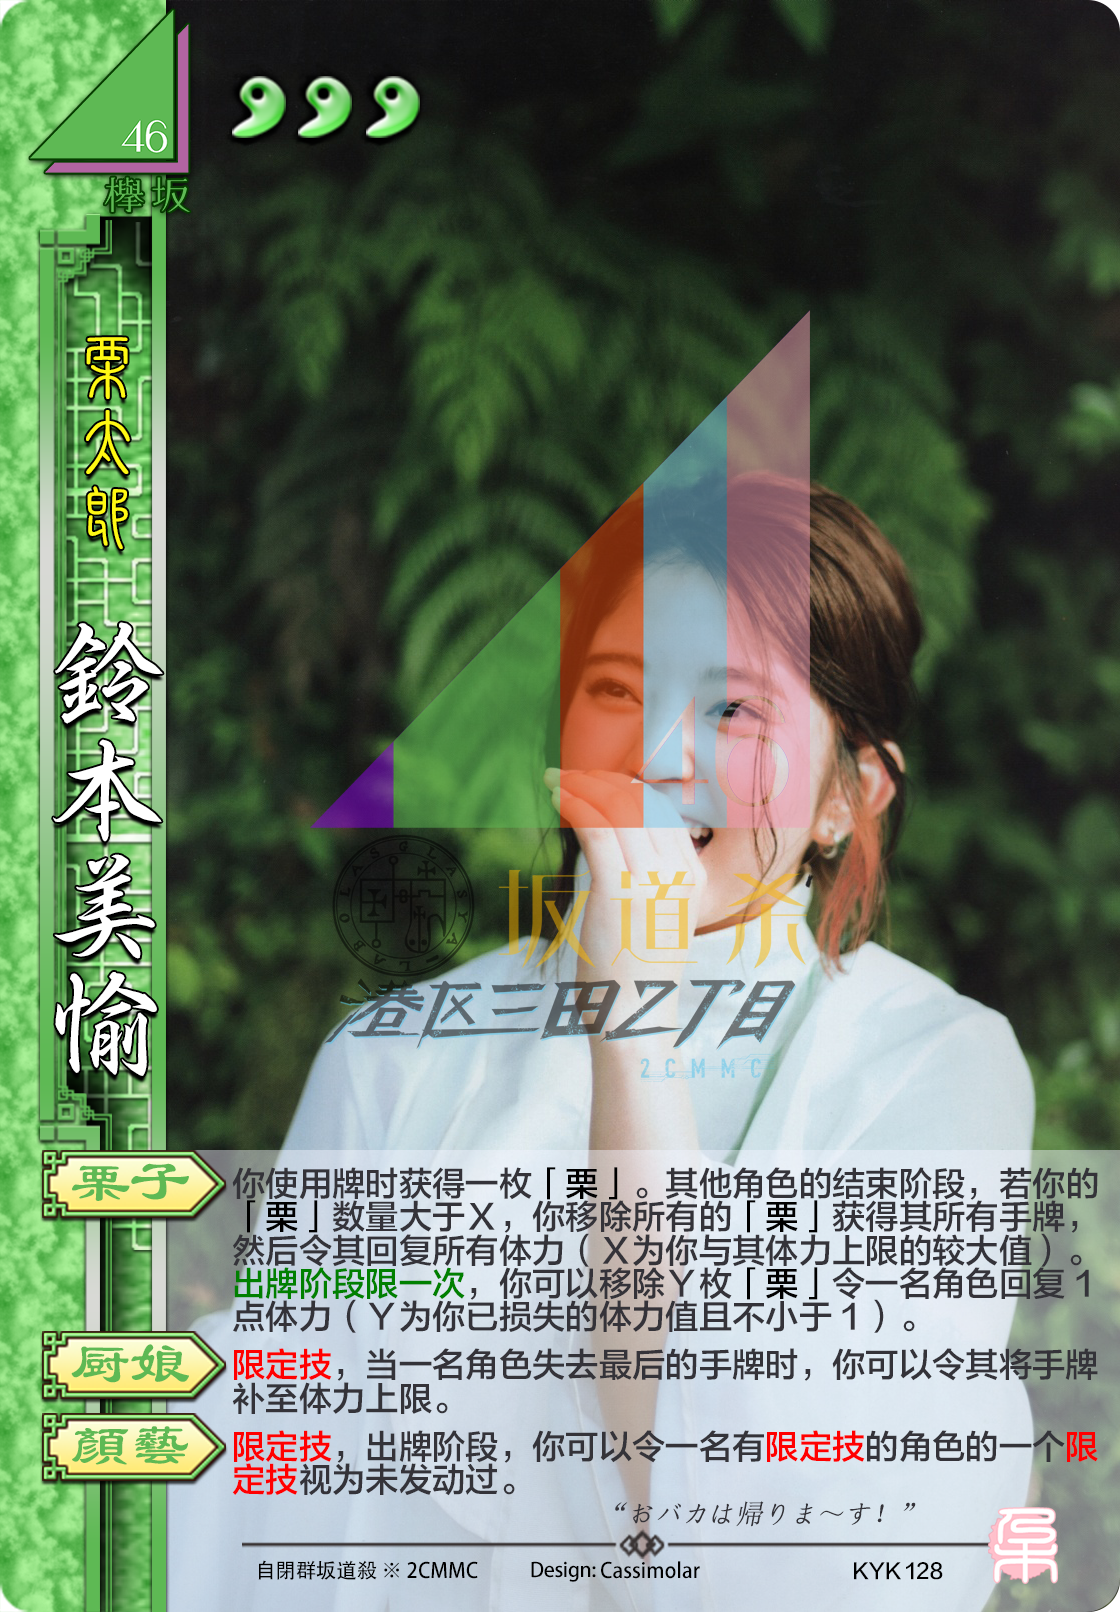 46
欅坂
栗太郎
鈴本美愉
46
坂道杀
港区三田2丁目
2CMMC
栗子
你使用牌时获得一枚「栗」。其他角色的结束阶段，若你的
「栗」数量大于X，你移除所有的「栗」获得其所有手牌，
然后令其回复所有体力（X为你与其体力上限的较大值）。
出牌阶段限一次，你可以移除Y枚「栗」令一名角色回复1
点体力（Y为你已损失的体力值且不小于1）。
厨娘
限定技，当一名角色失去最后的手牌时，你可以令其将手牌
补至体力上限。
顔藝
限定技，出牌阶段，你可以令一名有限定技的角色的一个限
定技视为未发动过。
“おバカは帰りま～す！”
自閉群坂道殺 ※ 2CMMC
Design: Cassimolar
KYK 128